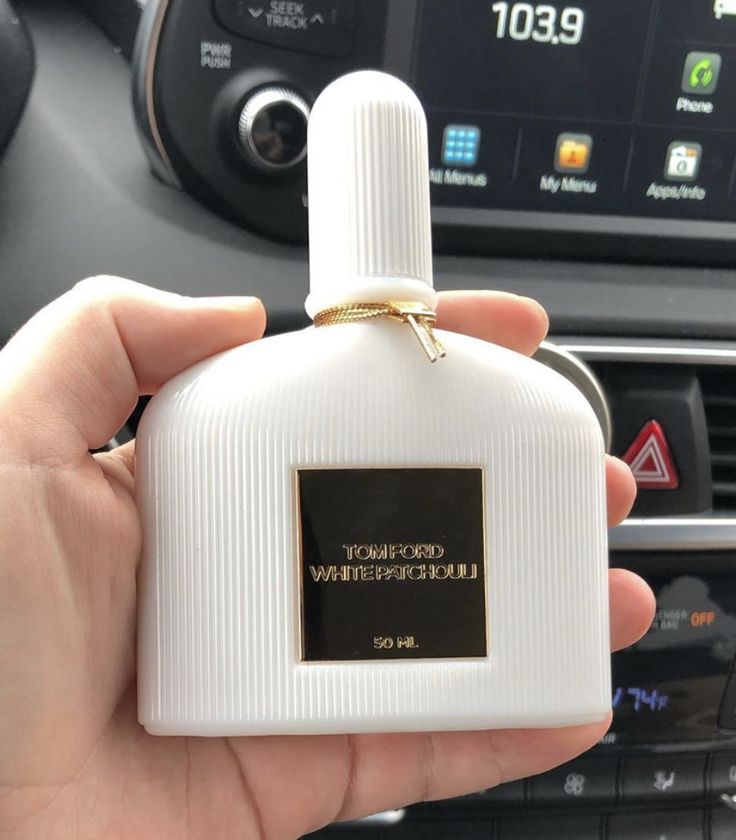 SEEK
TRACK
PWR
PUSH
103.9
Phone
All Menus
My Menu
Apps/Info
TOM FORD
WHITE PATCHOULI
50 ML
OFF
74°F